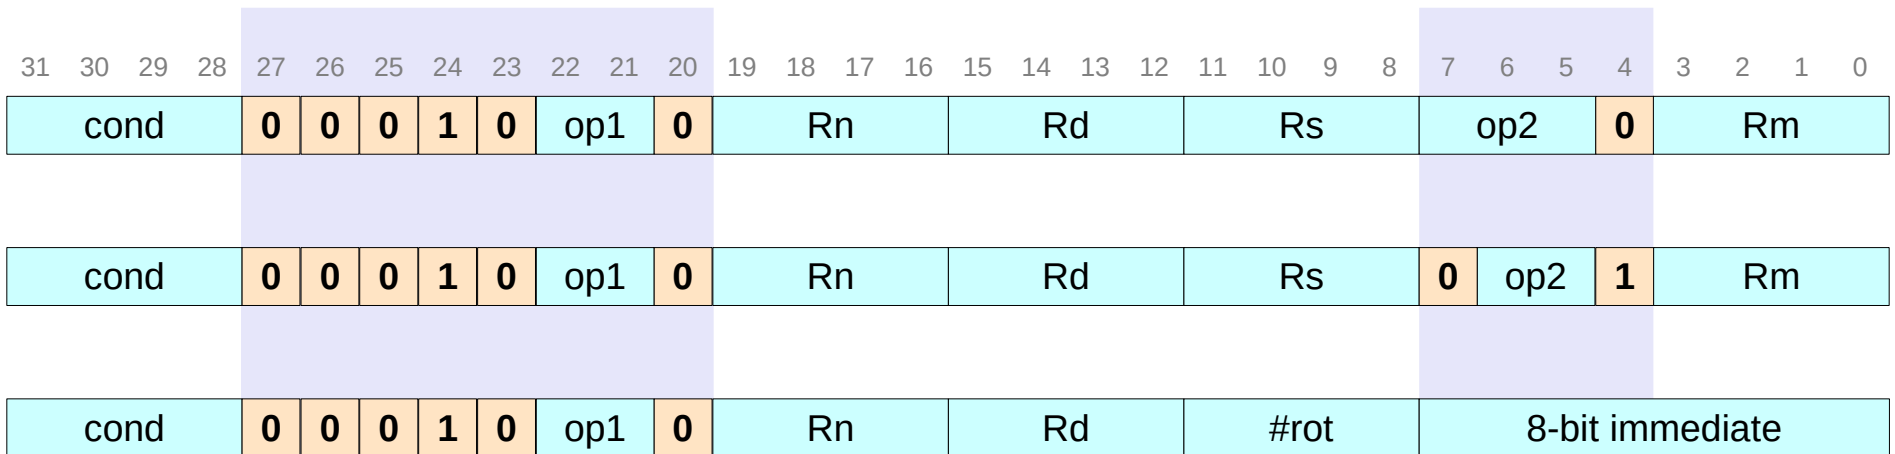 31 30 29 28 27 26 25 24 23 22 21 20 19 18 17 16 15 14 13 12 11 10 9 8 7 6 5 4 3 2 1 0
cond 0 0 0 1 0 op1 0 Rn Rd Rs op2 0 Rm
cond 0 0 0 1 0 op1 0 Rn Rd Rs 0 op2 1 Rm
cond 0 0 0 1 0 op1 0 Rn Rd #rot 8-bit immediate